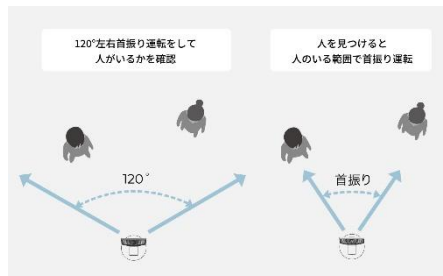 120°左右首振り運転をして
人がいるかを確認
人を見つけると
人のいる範囲で首振り運転
120°
首振り